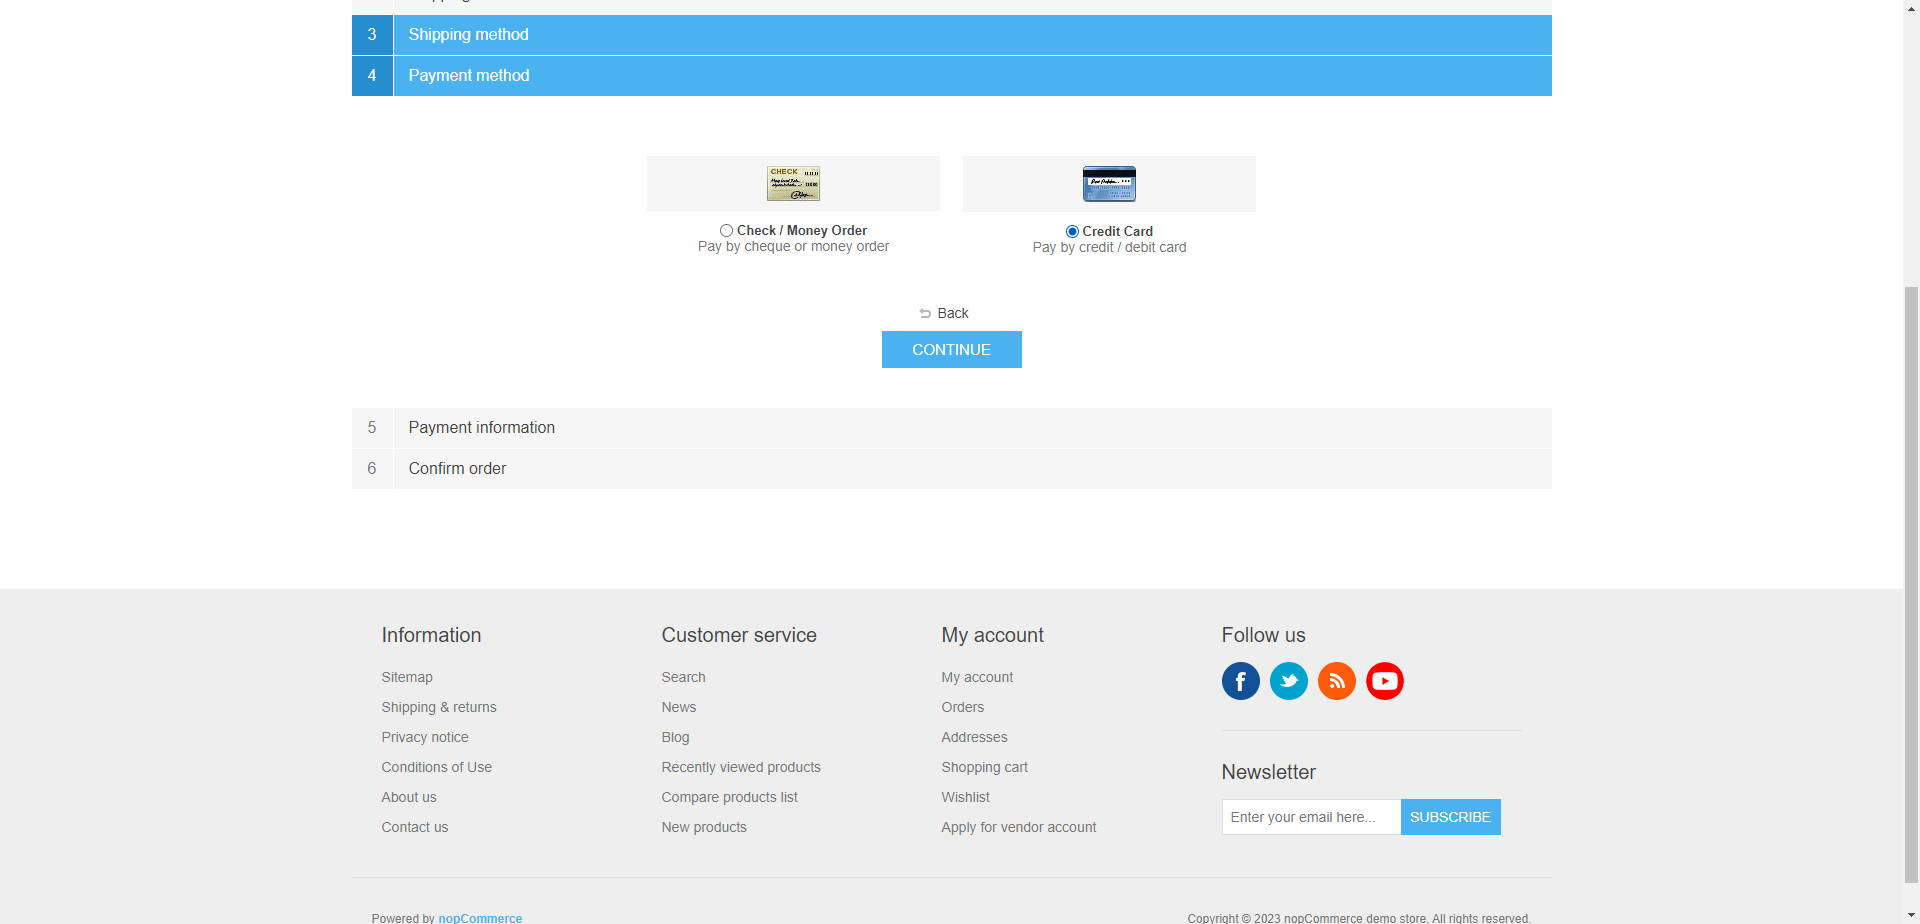 3 Shipping method
4 Payment method
CHECK
Check / Money Order
Pay by cheque or money order
Credit Card
Pay by credit / debit card
Back
CONTINUE
5 Payment information
6 Confirm order
Information
Sitemap
Shipping & returns
Privacy notice
Conditions of Use
About us
Contact us
Customer service
Search
News
Blog
Recently viewed products
Compare products list
New products
My account
My account
Orders
Addresses
Shopping cart
Wishlist
Apply for vendor account
Follow us
Newsletter
Enter your email here...
SUBSCRIBE
Powered by nopCommerce
Copyright © 2023 nopCommerce demo store. All rights reserved.